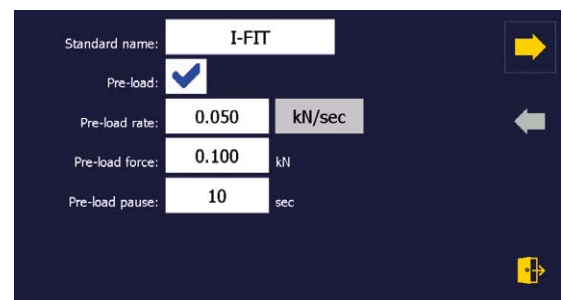 Standard name: I-FIT
Pre-load:
Pre-load rate: 0.050 kN/sec
Pre-load force: 0.100 kN
Pre-load pause: 10 sec